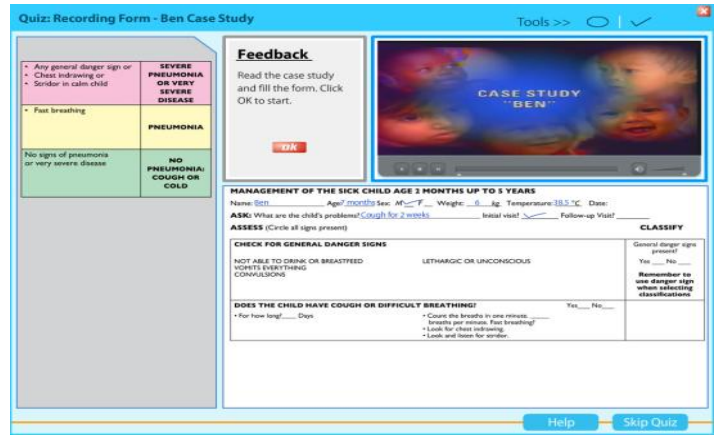 Quiz: Recording Form - Ben Case Study
Tools >>
• Any general danger sign or
• Chest indrawing or
• Stridor in calm child
SEVERE
PNEUMONIA
OR VERY
SEVERE
DISEASE
• Fast breathing
PNEUMONIA
No signs of pneumonia
or very severe disease
NO
PNEUMONIA:
COUGH OR
COLD
Feedback
Read the case study
and fill the form. Click
OK to start.
OK
CASE STUDY
"BEN"
MANAGEMENT OF THE SICK CHILD AGE 2 MONTHS UP TO 5 YEARS
Name: Ben Age: 7 months Sex: M F Weight: 6 kg Temperature: 38.5 °C Date:
ASK: What are the child's problems? Cough for 2 weeks Initial visit? Follow-up Visit?
ASSESS (Circle all signs present) CLASSIFY
CHECK FOR GENERAL DANGER SIGNS
NOT ABLE TO DRINK OR BREASTFEED LETHARGIC OR UNCONSCIOUS
VOMITS EVERYTHING
CONVULSIONS
General danger signs
present?
Yes ___ No ___
Remember to
use danger sign
when selecting
classifications
DOES THE CHILD HAVE COUGH OR DIFFICULT BREATHING? Yes__ No__
• For how long? ___ Days
• Count the breaths in one minute. ____
breaths per minute. Fast breathing?
• Look for chest indrawing.
• Look and listen for stridor.
Help
Skip Quiz